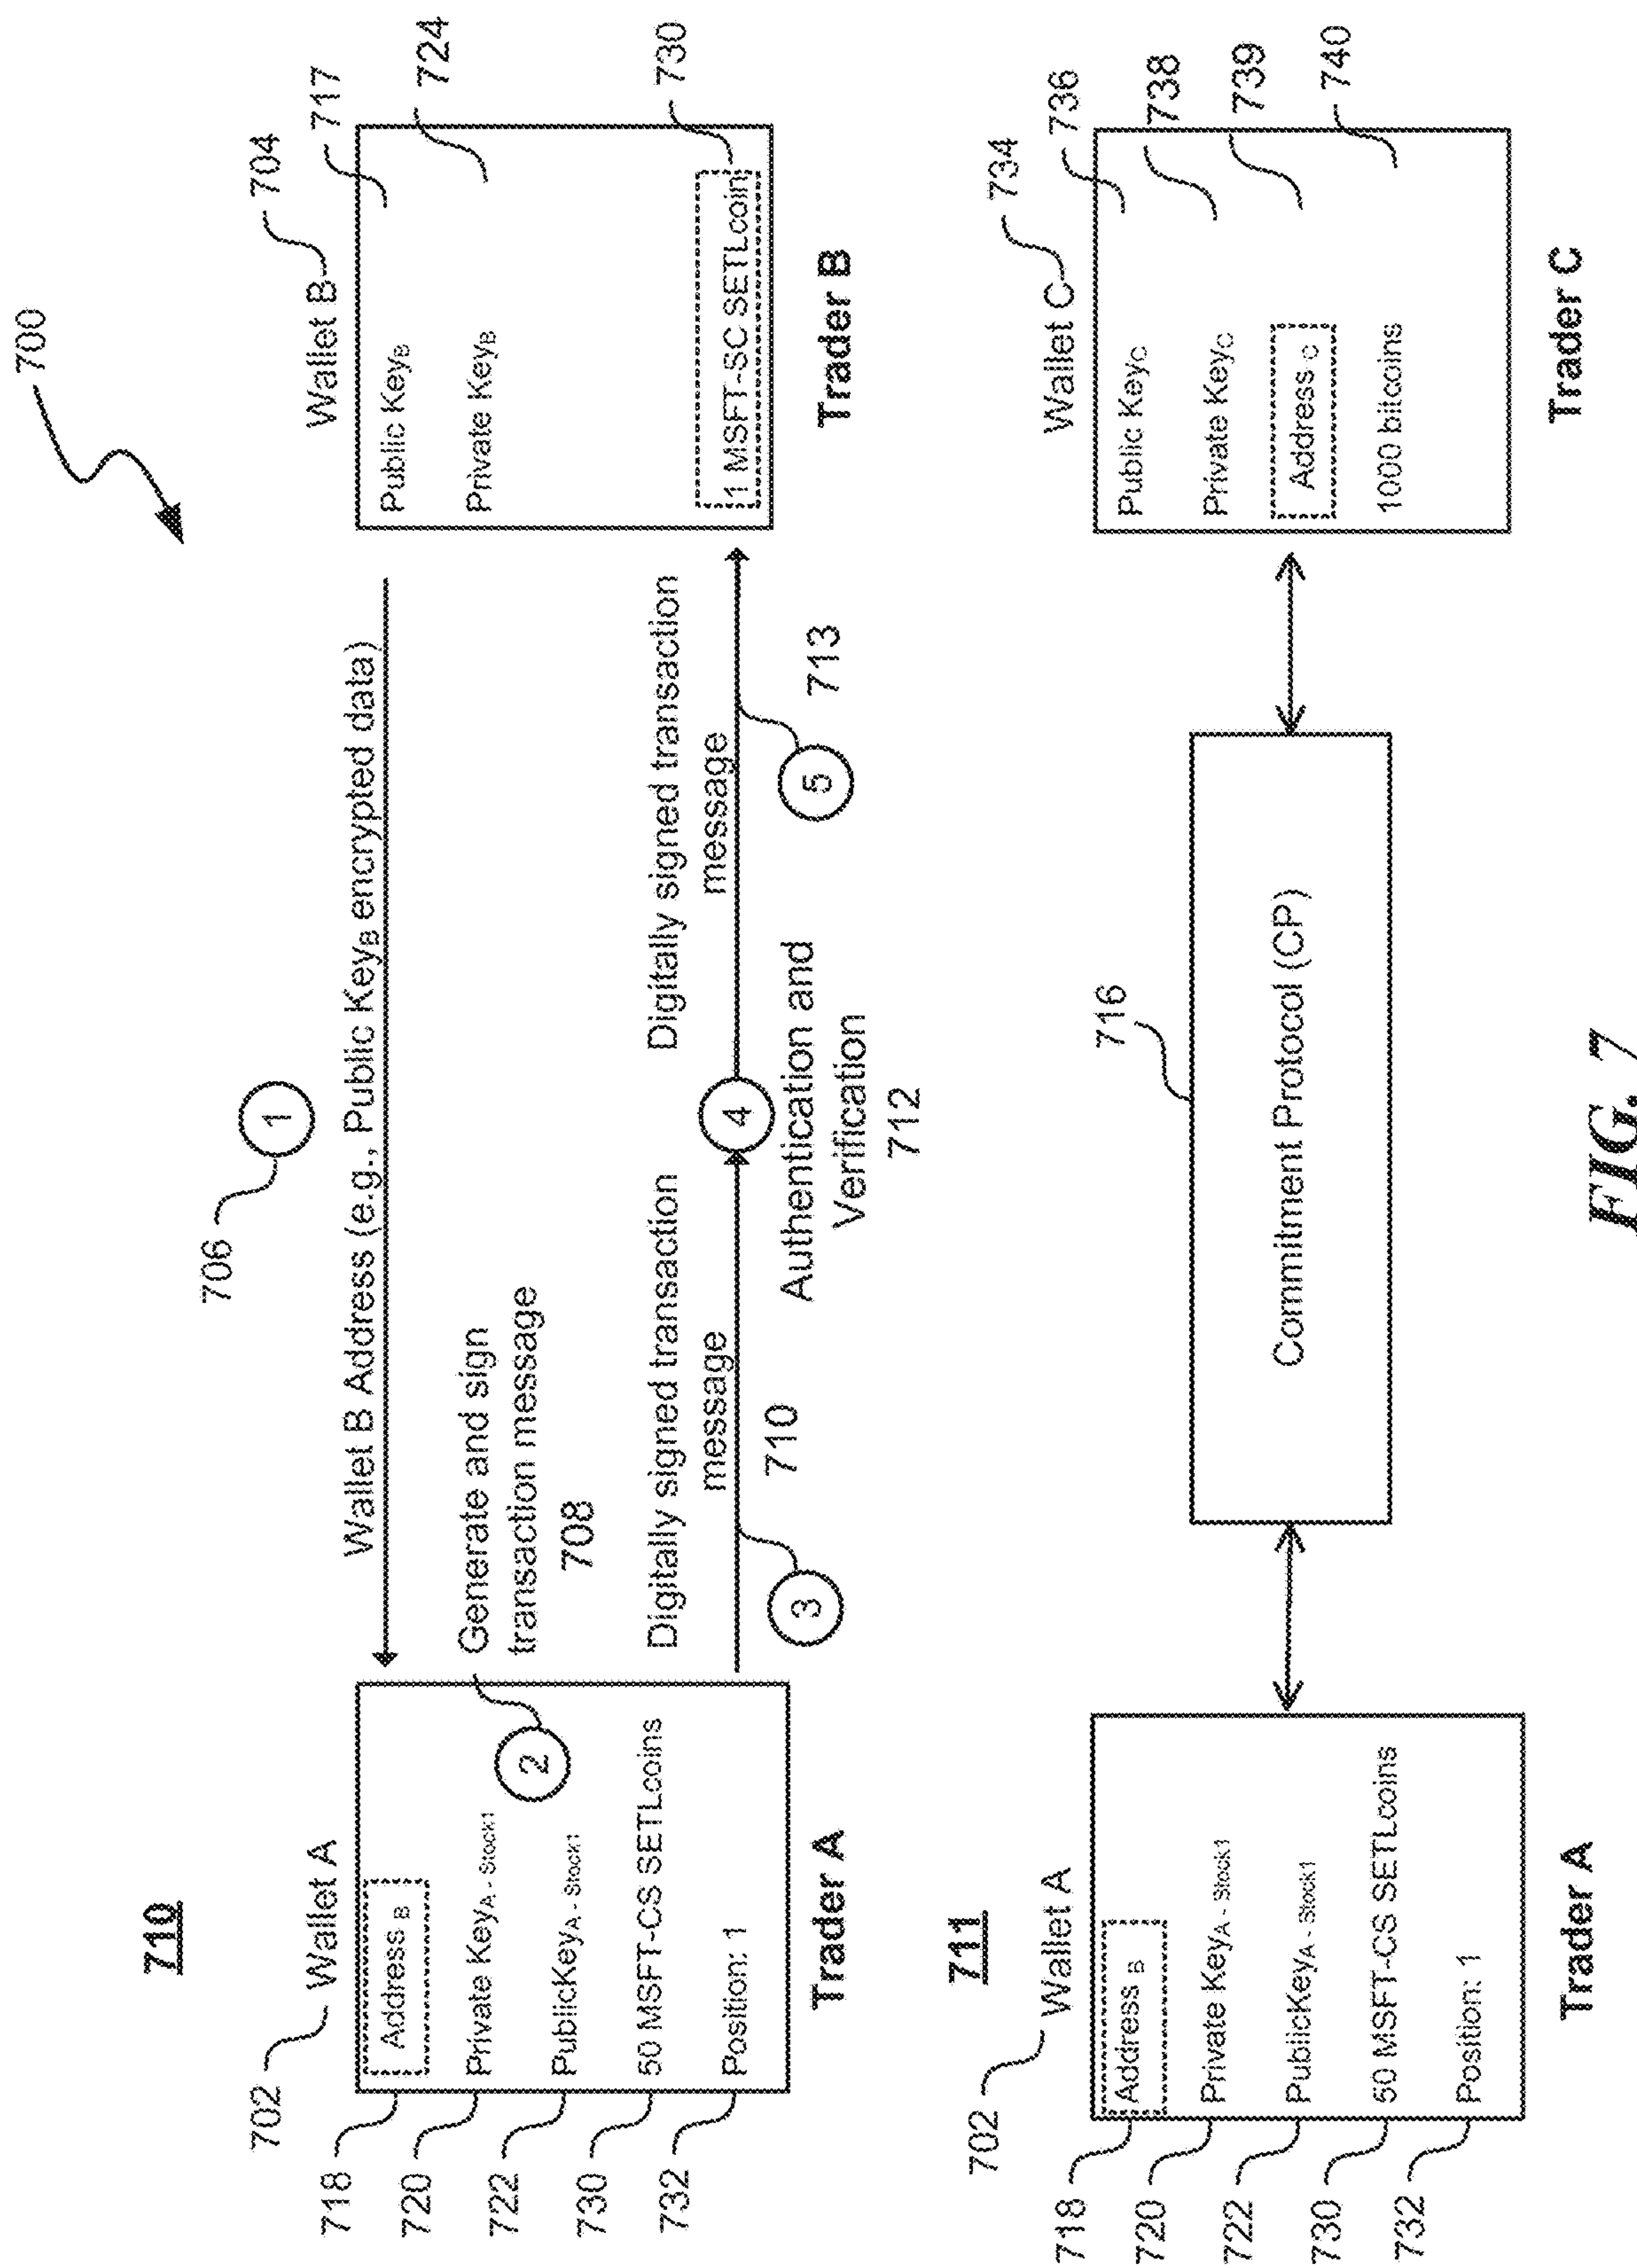 700
710
706
1
702
Wallet A
Wallet B
704
Wallet B Address (e.g., Public KeyB encrypted data)
718
Address B
720
Private KeyA - Stock1
722
PublicKeyA - Stock1
730
50 MSFT-CS SETLcoins
732
Position: 1
Trader A
2
Generate and sign
transaction message
708
Digitally signed transaction
message
710
3
4
Authentication and
Verification
712
Digitally signed transaction
message
5
713
Public KeyB
717
Private KeyB
724
1 MSFT-SC SETLcoin
730
Trader B
711
702
Wallet A
718
Address B
720
Private KeyA - Stock1
722
PublicKeyA - Stock1
730
50 MSFT-CS SETLcoins
732
Position: 1
Trader A
716
Commitment Protocol (CP)
Wallet C
734
Public KeyC
736
Private KeyC
738
Address C
739
1000 bitcoins
740
Trader C
FIG. 7